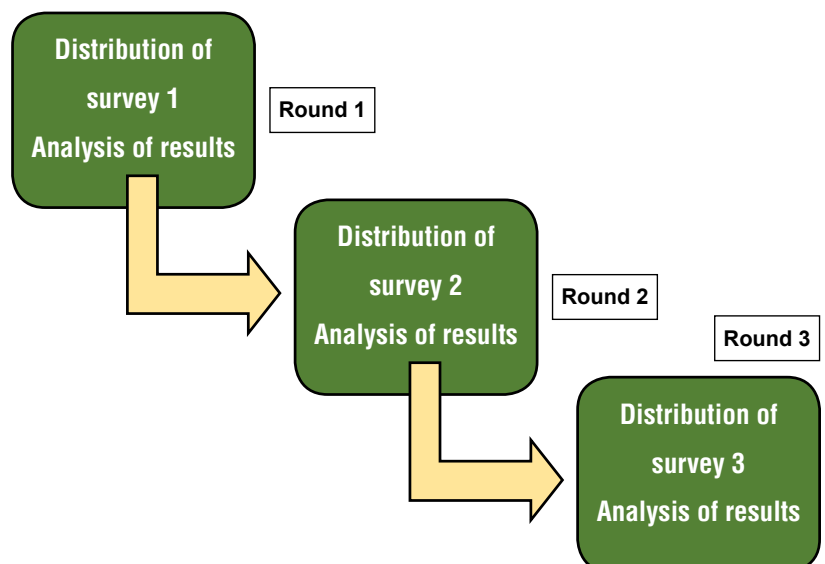 Distribution of
survey 1
Analysis of results
Round 1
Distribution of
survey 2
Analysis of results
Round 2
Round 3
Distribution of
survey 3
Analysis of results